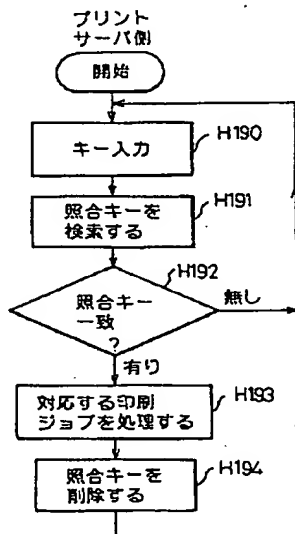 プリント
サーバ側
開始
キー入力
H190
照合キーを
検索する
H191
照合キー
一致
?
H192
無し
有り
対応する印刷
ジョブを処理する
H193
照合キーを
削除する
H194